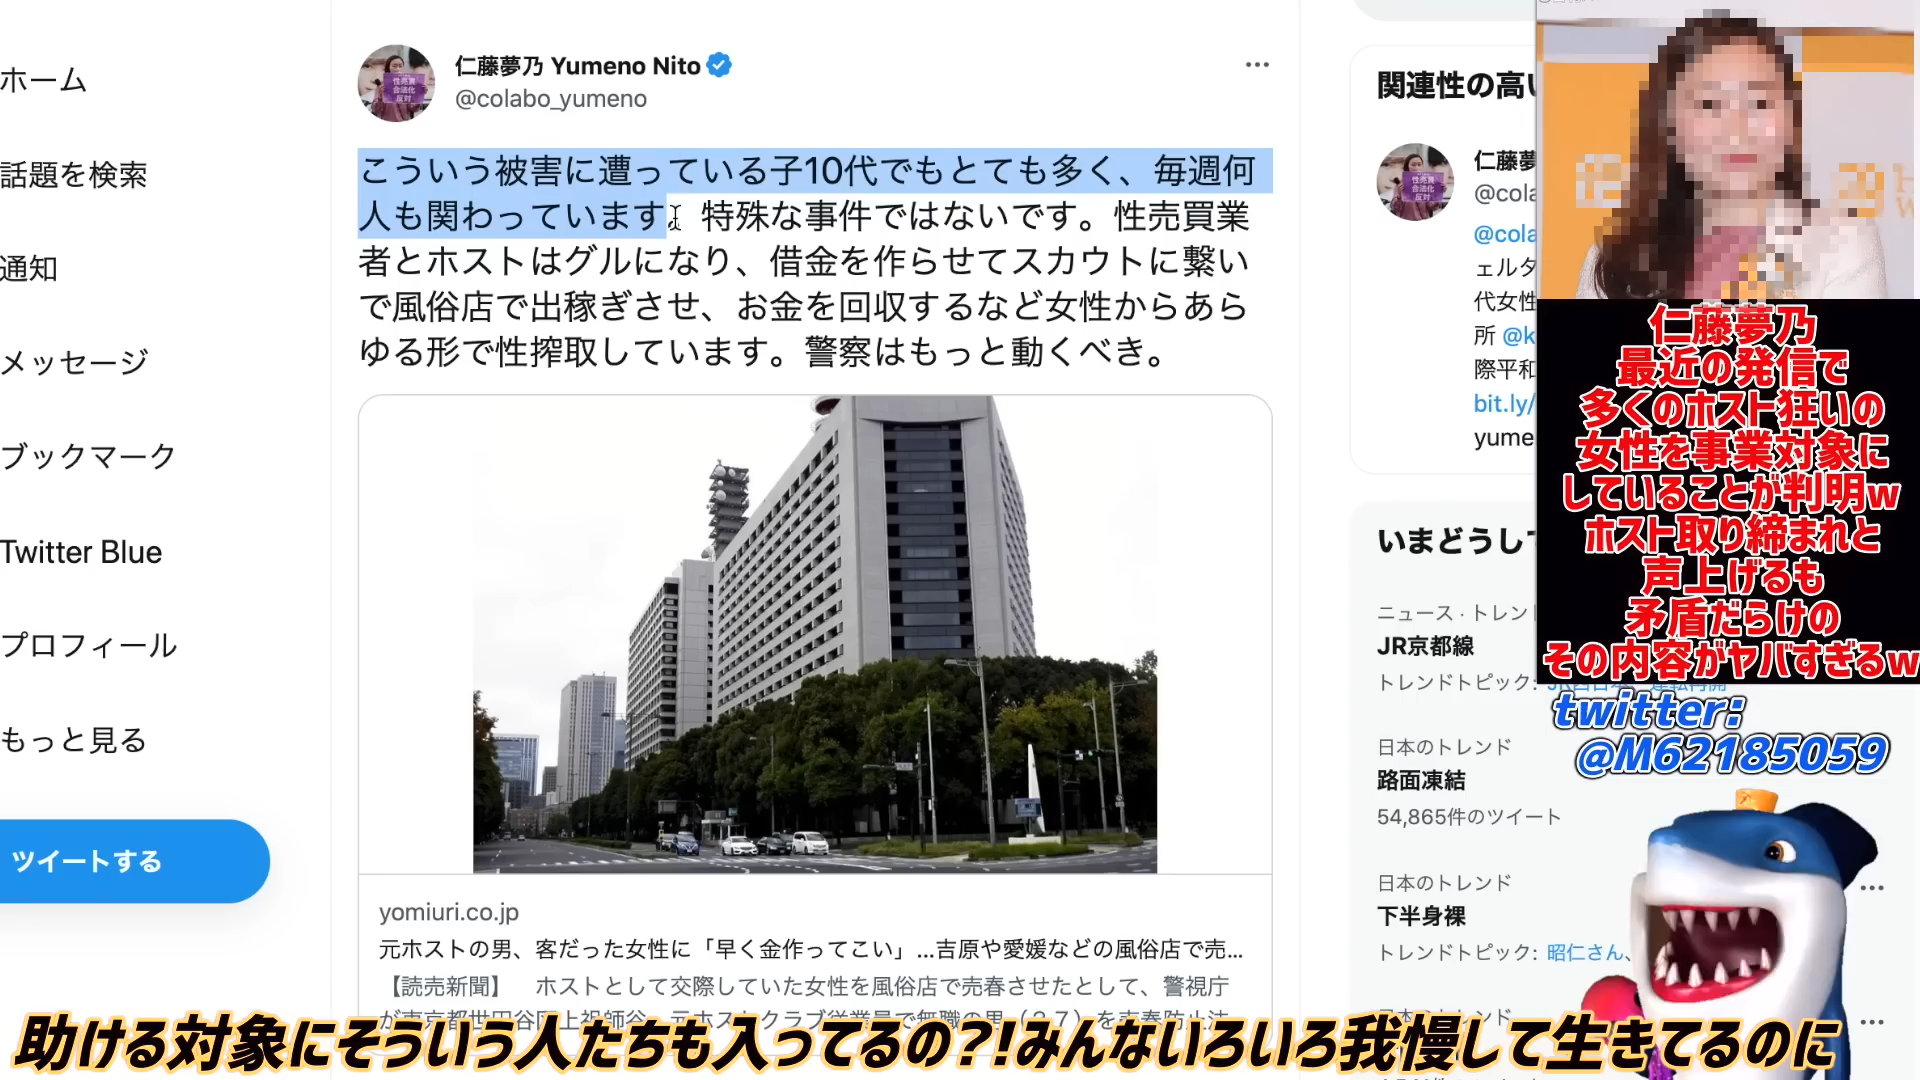 ホーム
話題を検索
通知
メッセージ
ブックマーク
Twitter Blue
プロフィール
もっと見る
ツイートする
仁藤夢乃 Yumeno Nito
@colabo_yumeno
こういう被害に遭っている子10代でもとても多く、毎週何
人も関わっています。特殊な事件ではないです。性売買業
者とホストはグルになり、借金を作らせてスカウトに繋い
で風俗店で出稼ぎさせ、お金を回収するなど女性からあら
ゆる形で性搾取しています。警察はもっと動くべき。
yomiuri.co.jp
元ホストの男、客だった女性に「早く金作ってこい」...吉原や愛媛などの風俗店で売...
【読売新聞】 ホストとして交際していた女性を風俗店で売春させたとして、警視庁
関連性の高い
仁藤夢
@cola
@cola
ェルタ
代女性
所 @k
際平和
bit.ly/
yume
いまどうして
ニュース · トレンド
JR京都線
トレンドトピック: JR西日本、運転再開
日本のトレンド
路面凍結
54,865件のツイート
日本のトレンド
下半身裸
トレンドトピック: 昭仁さん、
仁藤夢乃
最近の発信で
多くのホスト狂いの
女性を事業対象に
していることが判明w
ホスト取り締まれと
声上げるも
矛盾だらけの
その内容がヤバすぎるw
twitter:
@M62185059
性売買
合法化
反対
助ける対象にそういう人たちも入ってるの?!みんないろいろ我慢して生きてるのに